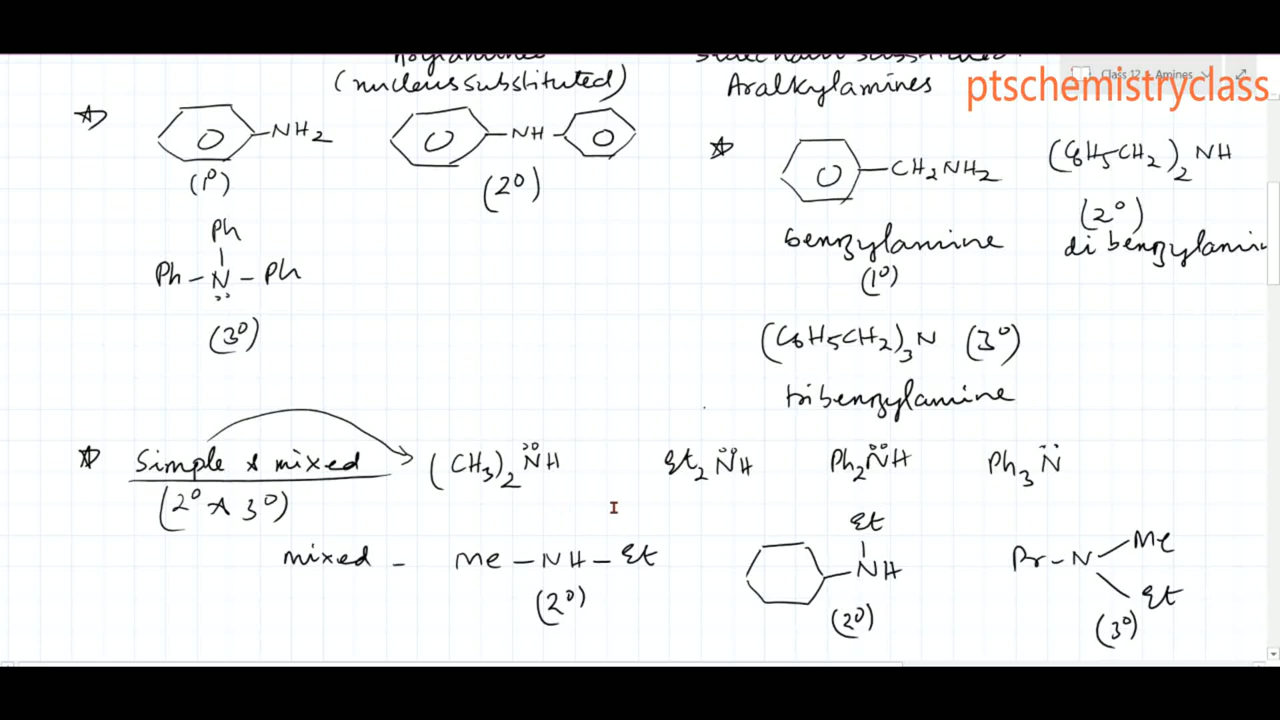 (nucleus substituted)
Aralkylamines
Class 12 - Amines
ptschemistryclass
-NH2
(1°)
-NH-
(2°)
Ph
Ph-N-Ph
(3°)
-CH2NH2
benzylamine
(1°)
(C6H5CH2)2NH
(2°)
(C6H5CH2)3N (3°)
tribenzylamine
Simple & mixed
(2° & 3°)
(CH3)2NH Et2NH Ph2NH Ph3N
mixed - Me-NH-Et
(2°)
Et
NH
(2°)
Pr-N
Me
Et
(3°)